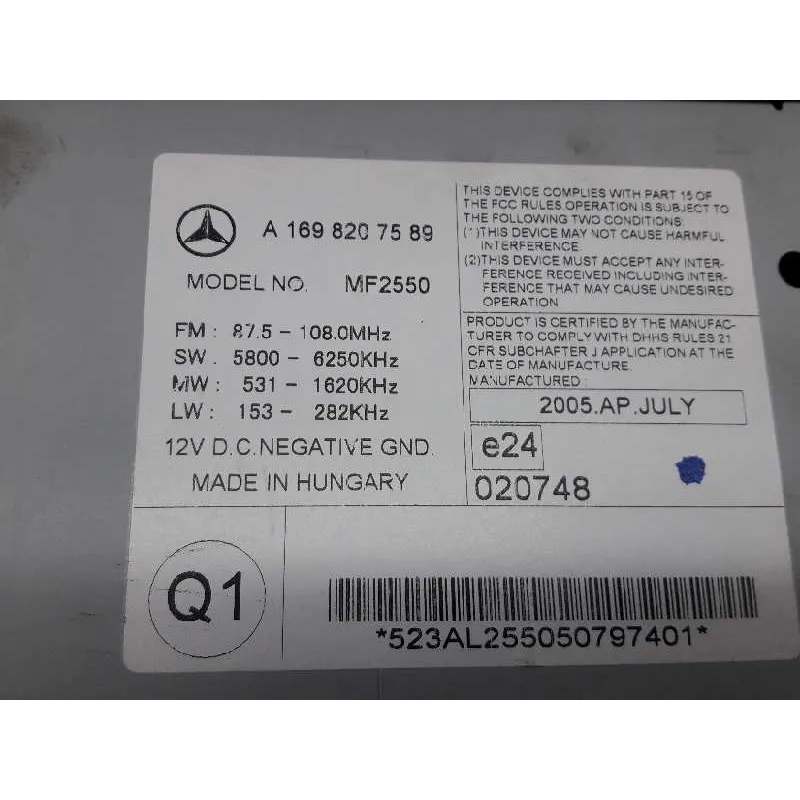 A 169 820 75 89
MODEL NO. MF2550
FM: 87.5 - 108.0MHz
SW: 5800 - 6250KHz
MW: 531 - 1620KHz
LW: 153 - 282KHz
12V D.C. NEGATIVE GND.
MADE IN HUNGARY
THIS DEVICE COMPLIES WITH PART 15 OF
THE FCC RULES OPERATION IS SUBJECT TO
THE FOLLOWING TWO CONDITIONS:
(1)THIS DEVICE MAY NOT CAUSE HARMFUL
INTERFERENCE.
(2)THIS DEVICE MUST ACCEPT ANY INTER-
FERENCE RECEIVED INCLUDING INTER-
FERENCE THAT MAY CAUSE UNDESIRED
OPERATION
PRODUCT IS CERTIFIED BY THE MANUFAC-
TURER TO COMPLY WITH DHHS RULES 21
CFR SUBCHAFTER J APPLICATION AT THE
DATE OF MANUFACTURE.
MANUFACTURED:
2005.AP.JULY
e24
020748
Q1
*523AL255050797401*